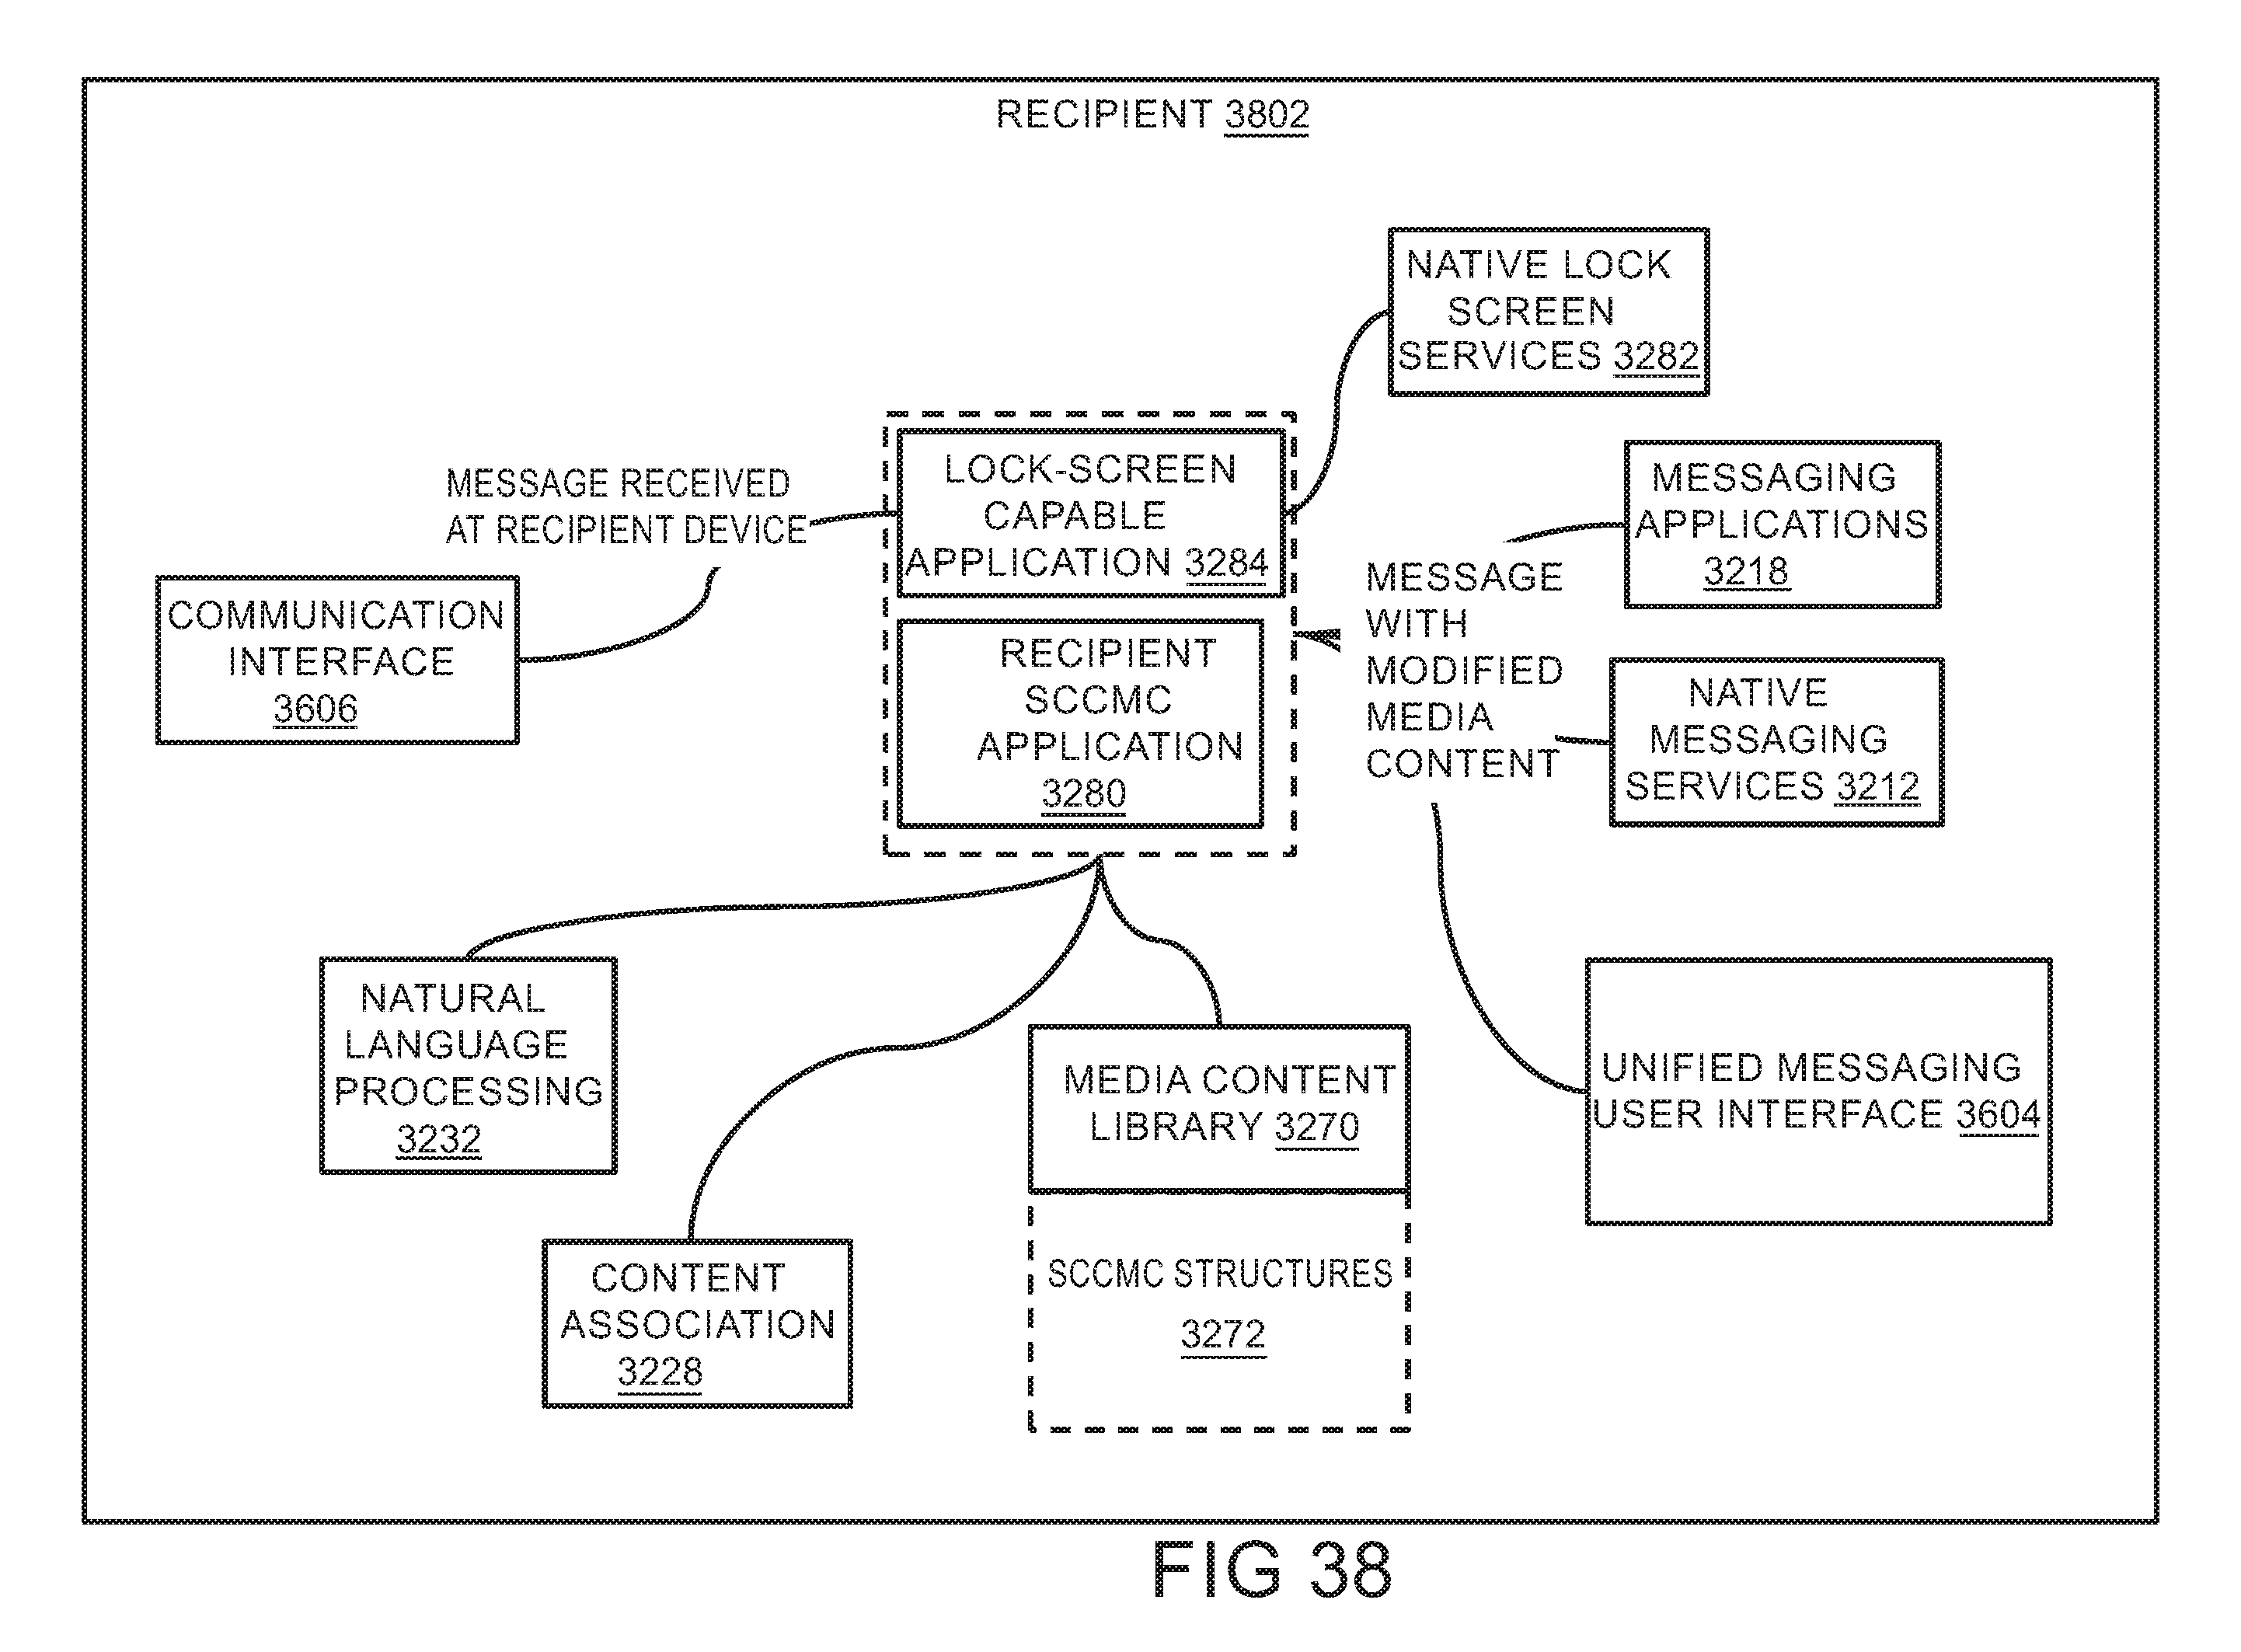 RECIPIENT 3802
NATIVE LOCK
SCREEN
SERVICES 3282
LOCK-SCREEN
CAPABLE
APPLICATION 3284
MESSAGE RECEIVED
AT RECIPIENT DEVICE
MESSAGING
APPLICATIONS
3218
COMMUNICATION
INTERFACE
3606
RECIPIENT
SCCMC
APPLICATION
3280
MESSAGE
WITH
MODIFIED
MEDIA
CONTENT
NATIVE
MESSAGING
SERVICES 3212
NATURAL
LANGUAGE
PROCESSING
3232
MEDIA CONTENT
LIBRARY 3270
UNIFIED MESSAGING
USER INTERFACE 3604
CONTENT
ASSOCIATION
3228
SCCMC STRUCTURES
3272
FIG 38